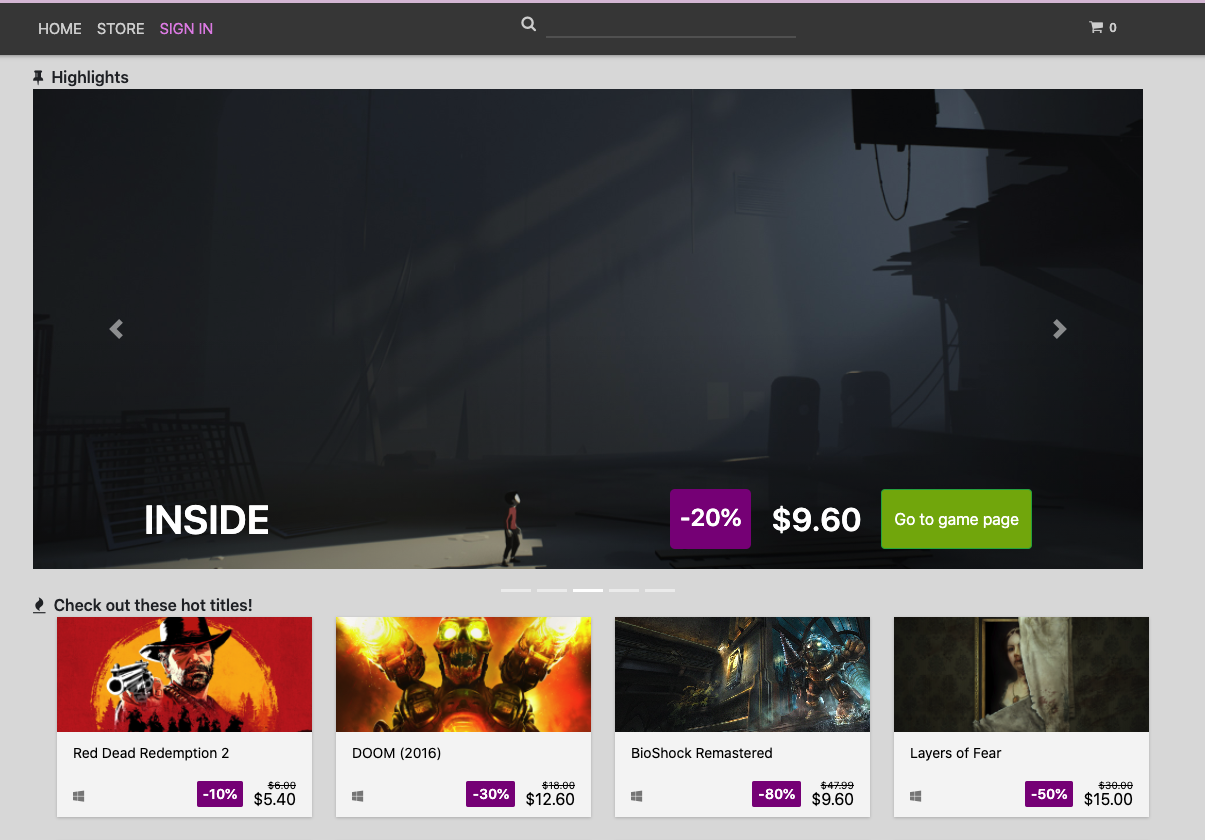 HOME STORE SIGN IN 0
Highlights
INSIDE -20% $9.60 Go to game page
Check out these hot titles!
Red Dead Redemption 2
-10% $6.00 $5.40
DOOM (2016)
-30% $18.00 $12.60
BioShock Remastered
-80% $47.99 $9.60
Layers of Fear
-50% $30.00 $15.00